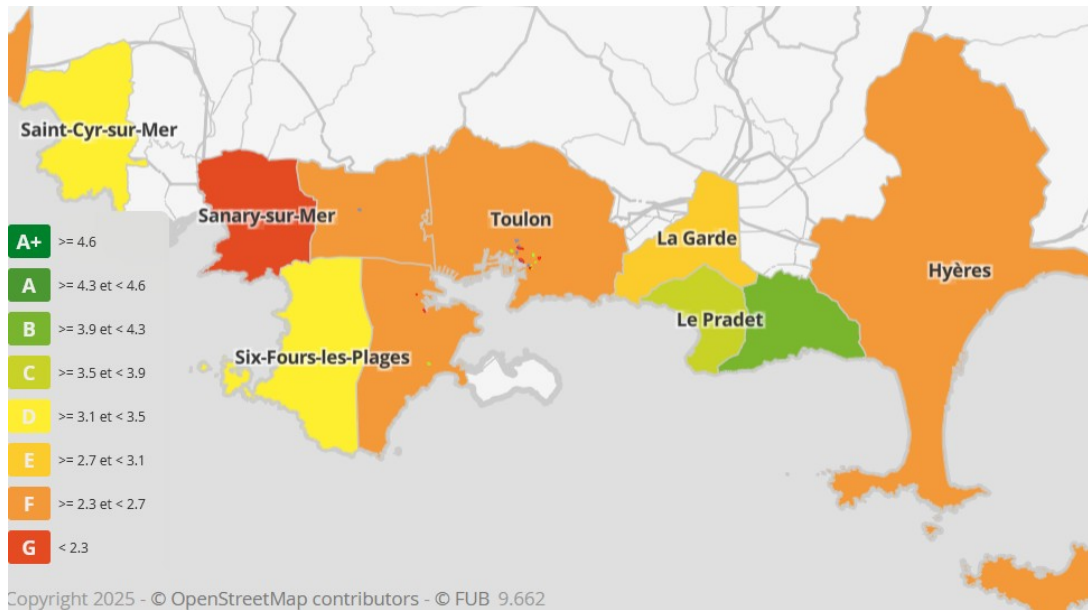 Saint-Cyr-sur-Mer
Sanary-sur-Mer
Toulon
La Garde
Hyères
Le Pradet
Six-Fours-les-Plages
A+ >= 4.6
A >= 4.3 et < 4.6
B >= 3.9 et < 4.3
C >= 3.5 et < 3.9
D >= 3.1 et < 3.5
E >= 2.7 et < 3.1
F >= 2.3 et < 2.7
G < 2.3
Copyright 2025 - © OpenStreetMap contributors - © FUB 9.662